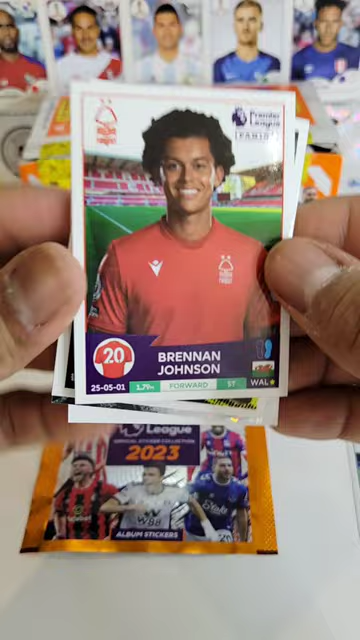 Premier
League
PANINI
20
BRENNAN
JOHNSON
25-05-01
1,79m
FORWARD
ST
WAL
League
OFFICIAL STICKER COLLECTION
2023
W88
ALBUM STICKERS